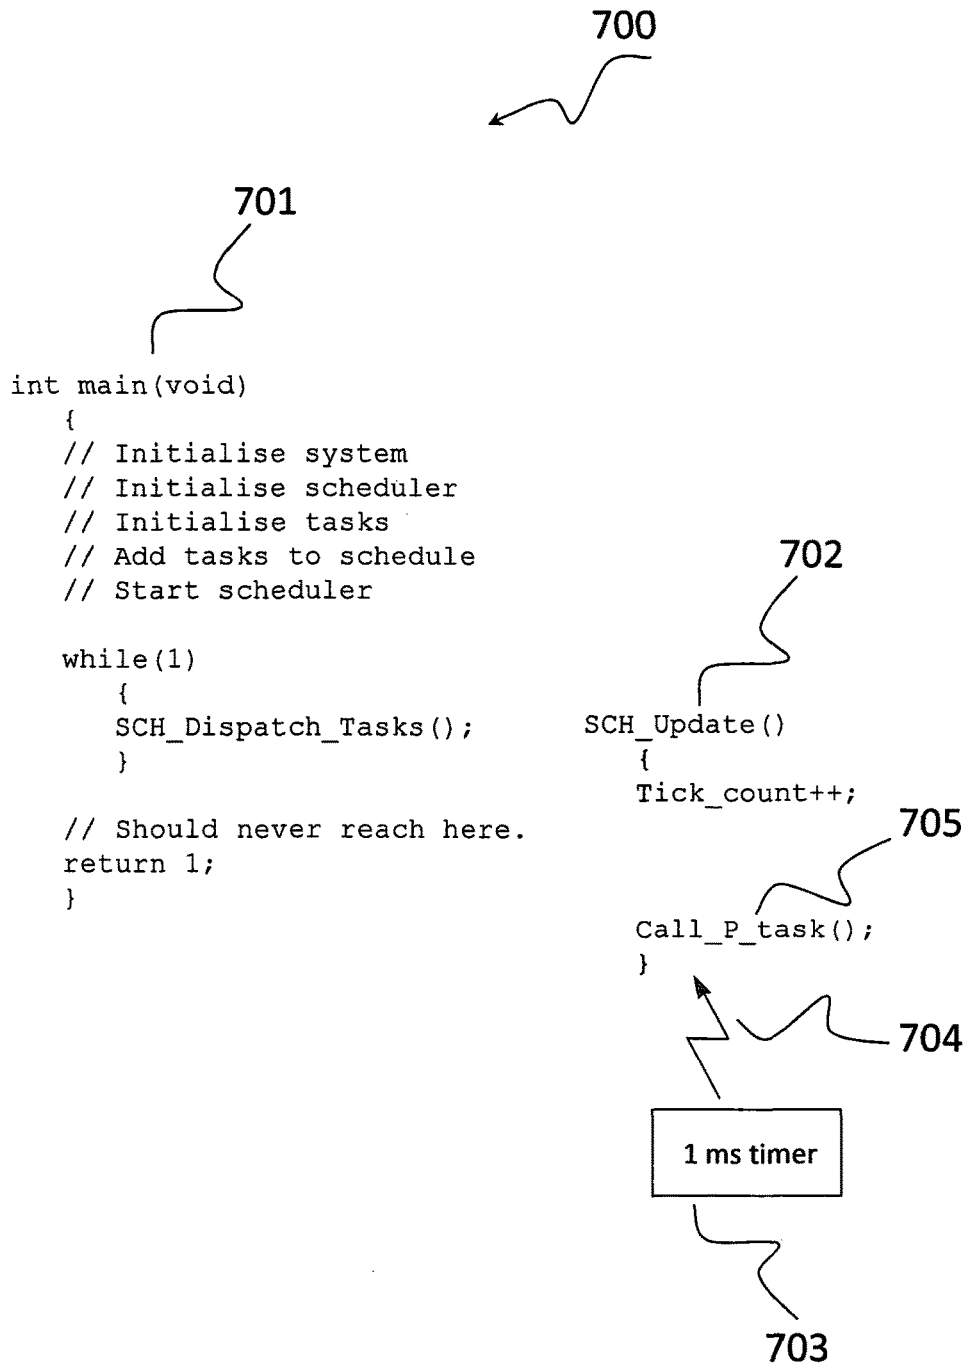 700
701
int main(void)
{
// Initialise system
// Initialise scheduler
// Initialise tasks
// Add tasks to schedule
// Start scheduler
while(1)
{
SCH_Dispatch_Tasks();
}
// Should never reach here.
return 1;
}
702
SCH_Update()
{
Tick_count++;
705
Call_P_task();
}
704
1 ms timer
703